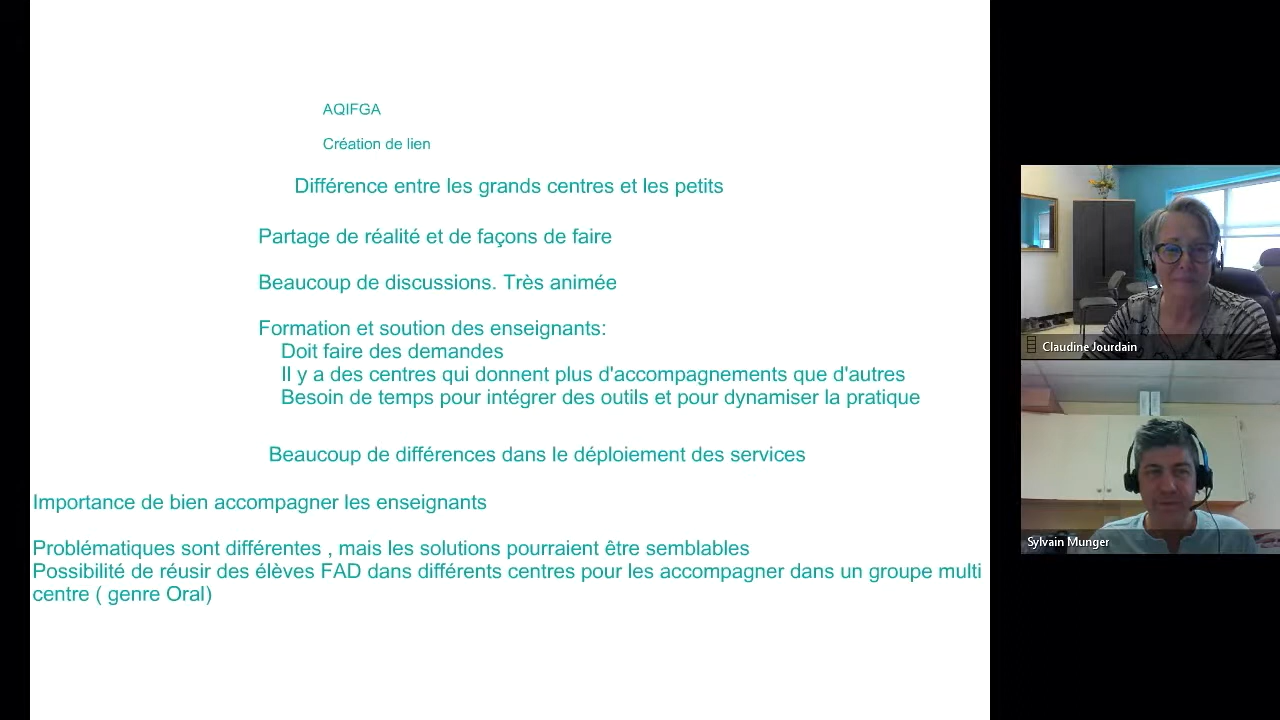 AQIFGA
Création de lien
Différence entre les grands centres et les petits
Partage de réalité et de façons de faire
Beaucoup de discussions. Très animée
Formation et soution des enseignants:
Doit faire des demandes
Il y a des centres qui donnent plus d'accompagnements que d'autres
Besoin de temps pour intégrer des outils et pour dynamiser la pratique
Beaucoup de différences dans le déploiement des services
Importance de bien accompagner les enseignants
Problématiques sont différentes , mais les solutions pourraient être semblables
Possibilité de réusir des élèves FAD dans différents centres pour les accompagner dans un groupe multi
centre ( genre Oral)
Claudine Jourdain
Sylvain Munger